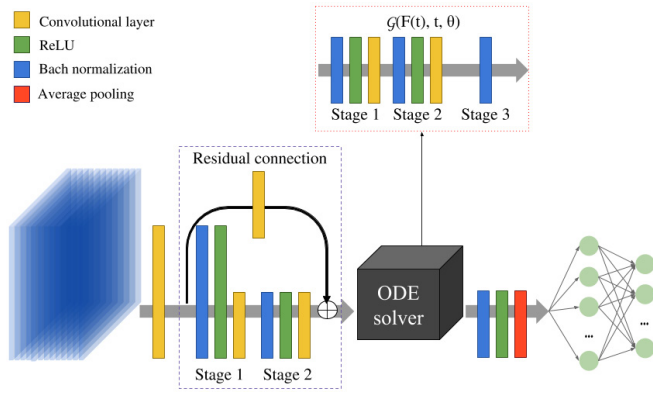 Convolutional layer
ReLU
Bach normalization
Average pooling
𝒢(F(t), t, θ)
Stage 1 Stage 2 Stage 3
Residual connection
Stage 1 Stage 2
ODE
solver
...
...